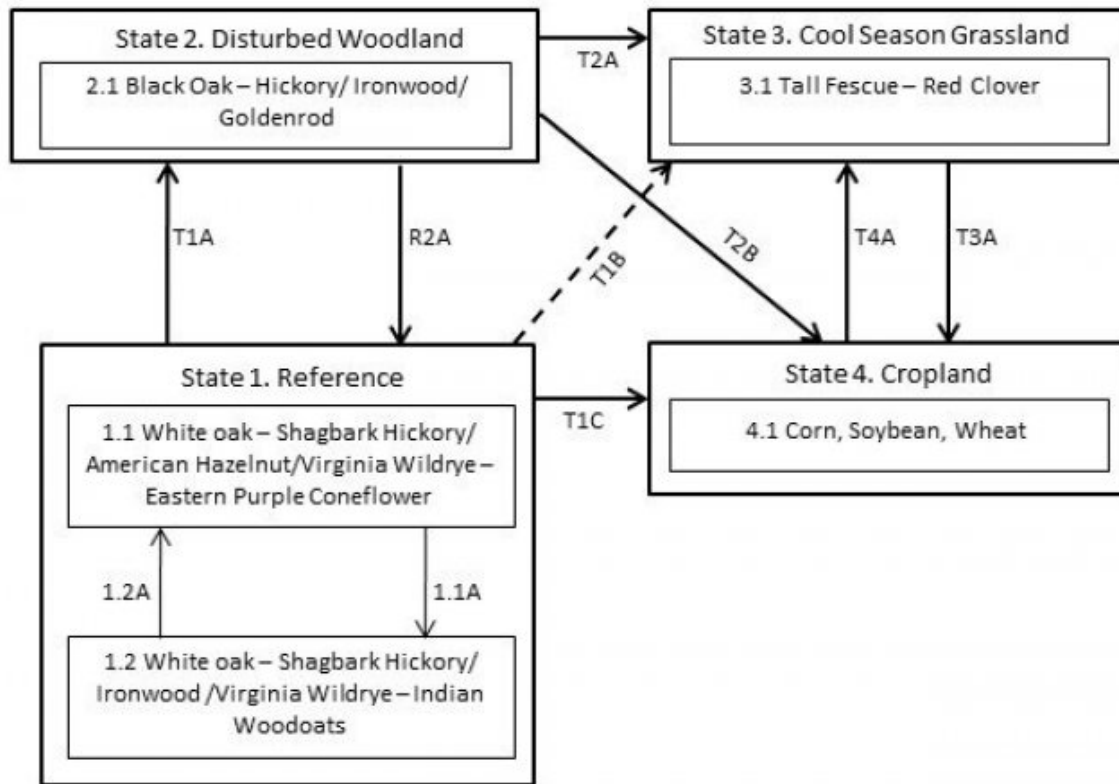 State 2. Disturbed Woodland
2.1 Black Oak – Hickory/ Ironwood/
Goldenrod
T2A
State 3. Cool Season Grassland
3.1 Tall Fescue – Red Clover
T1A
R2A
T1B
T2B
T4A
T3A
State 1. Reference
1.1 White oak – Shagbark Hickory/
American Hazelnut/Virginia Wildrye –
Eastern Purple Coneflower
1.2A
1.1A
1.2 White oak – Shagbark Hickory/
Ironwood /Virginia Wildrye – Indian
Woodoats
T1C
State 4. Cropland
4.1 Corn, Soybean, Wheat